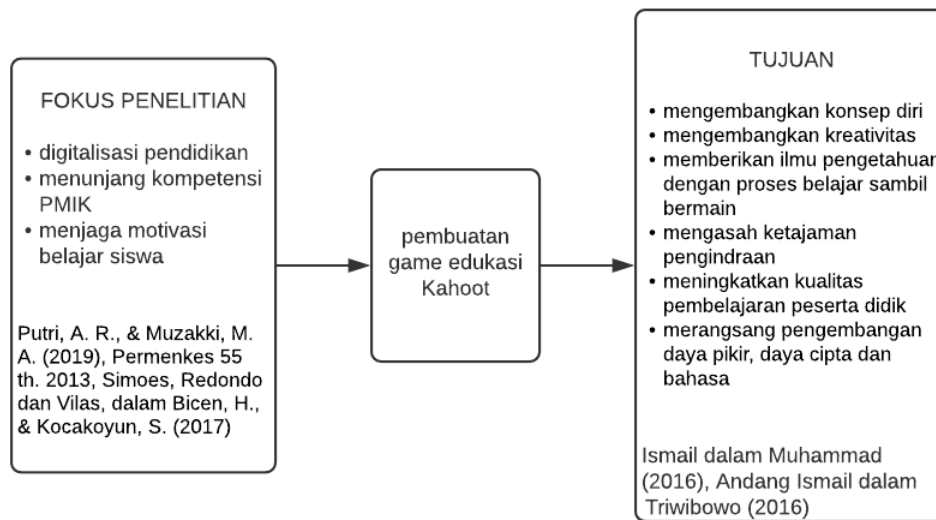 FOKUS PENELITIAN
• digitalisasi pendidikan
• menunjang kompetensi
PMIK
• menjaga motivasi
belajar siswa
Putri, A. R., & Muzakki, M.
A. (2019), Permenkes 55
th. 2013, Simoes, Redondo
dan Vilas, dalam Bicen, H.,
& Kocakoyun, S. (2017)
pembuatan
game edukasi
Kahoot
TUJUAN
• mengembangkan konsep diri
• mengembangkan kreativitas
• memberikan ilmu pengetahuan
dengan proses belajar sambil
bermain
• mengasah ketajaman
pengindraan
• meningkatkan kualitas
pembelajaran peserta didik
• merangsang pengembangan
daya pikir, daya cipta dan
bahasa
Ismail dalam Muhammad
(2016), Andang Ismail dalam
Triwibowo (2016)